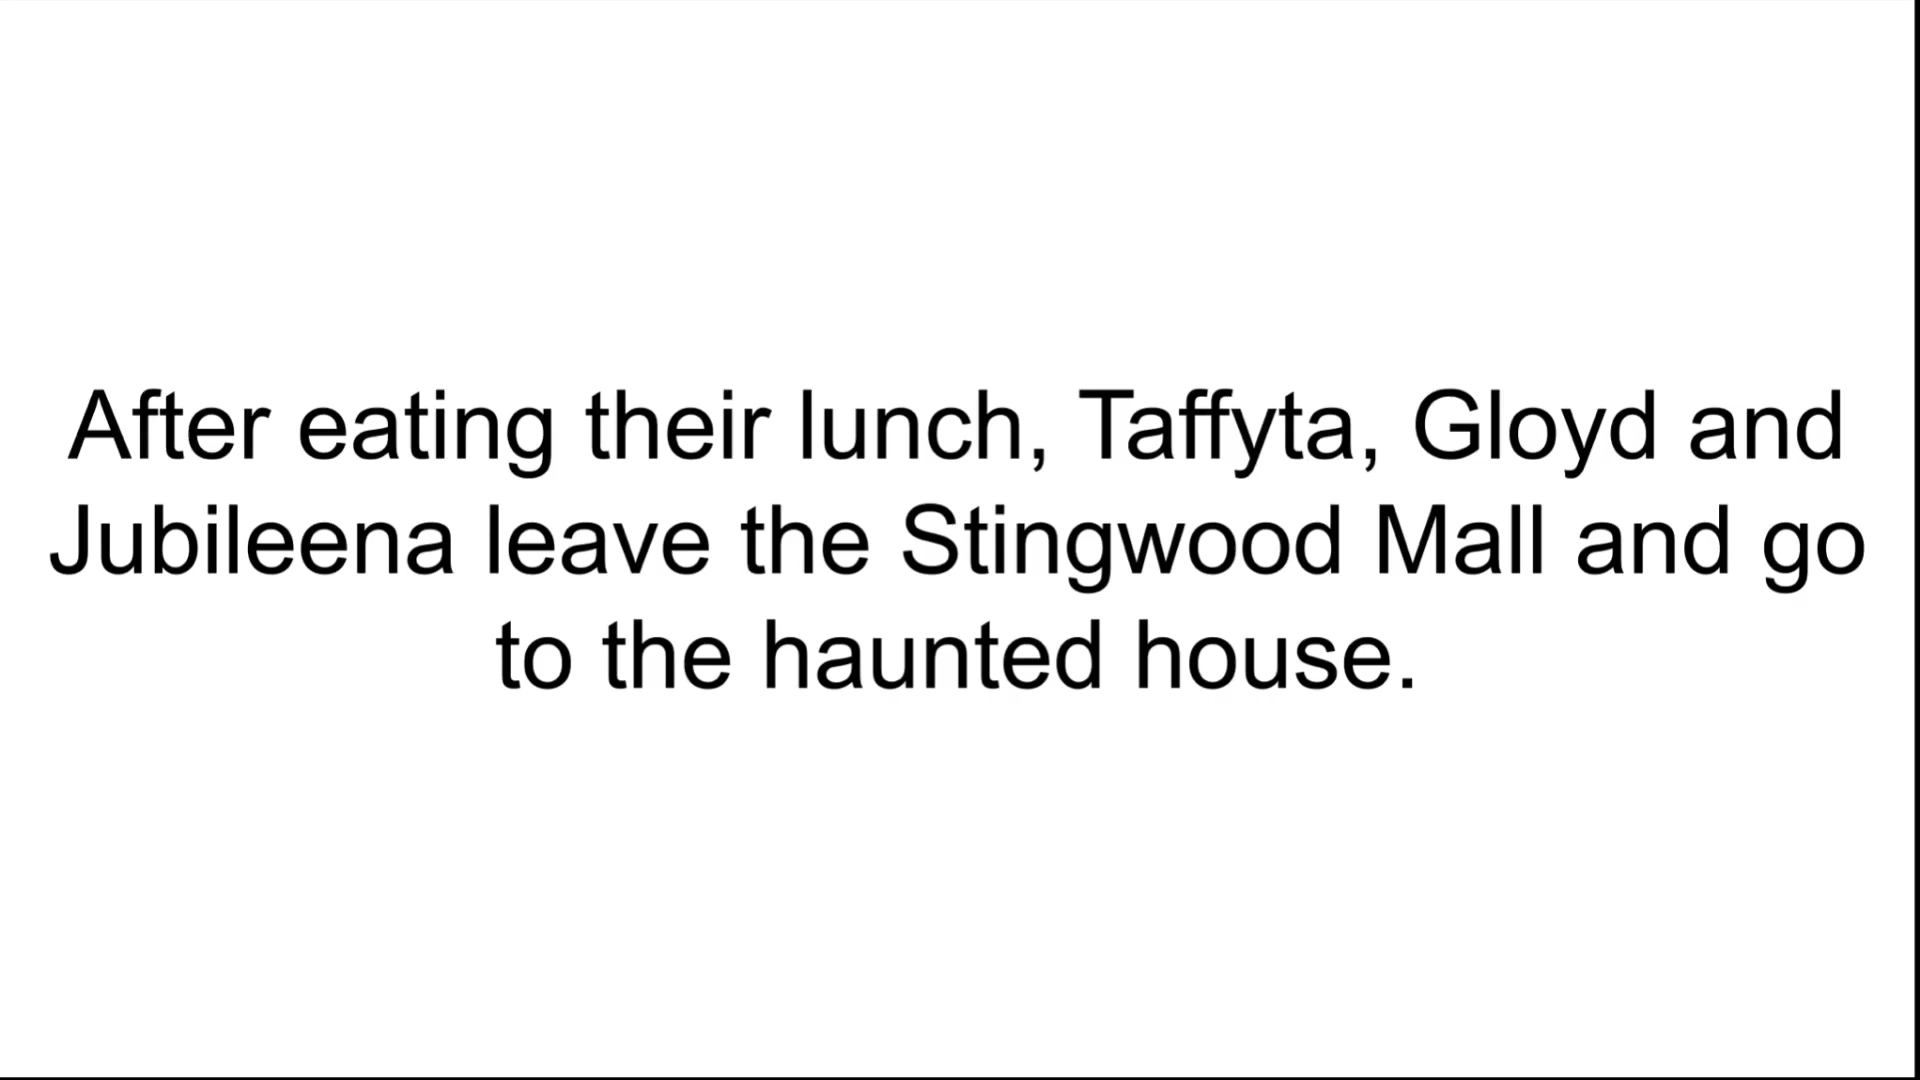 After eating their lunch, Taffyta, Gloyd and
Jubileena leave the Stingwood Mall and go
to the haunted house.